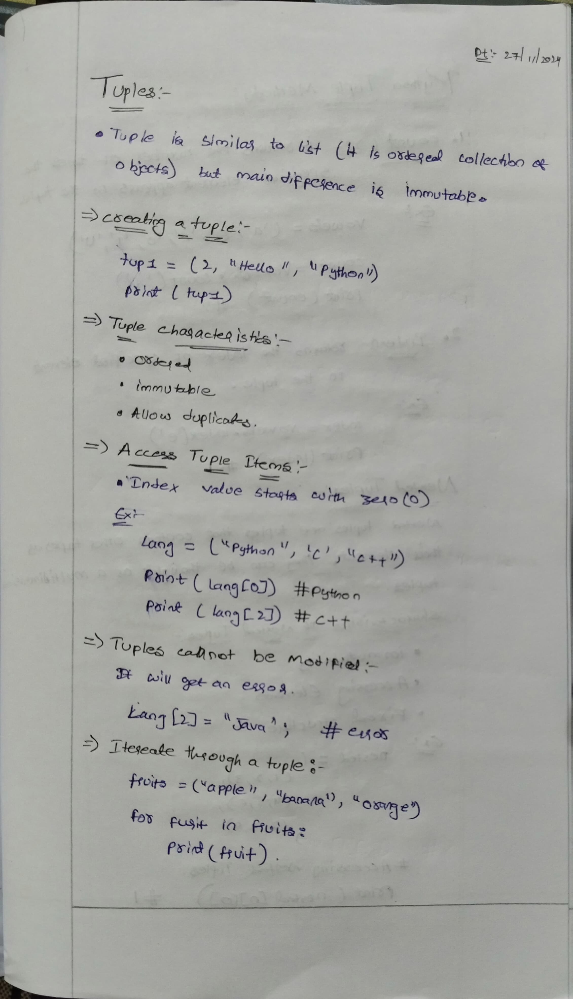 Dt:- 27/11/2024
Tuples:-
• Tuple is similar to list (it is ordered collection of
objects) but main difference is immutable.
=> creating a tuple:-
tup1 = (2, "Hello", "Python")
print (tup1)
=> Tuple characteristics:-
• ordered
• immutable
• Allow duplicates.
=> Access Tuple Items:-
• Index value starts with zero(0)
Ex:-
Lang = ("Python", 'C', "C++")
Print (Lang[0]) #Python
Print (lang[2]) # C++
=> Tuples cannot be Modified:-
It will get an error.
Lang[2] = "Java"; # error
=> Itereate through a tuple:-
fruits = ("apple", "banana"), "orange")
for furit in fruits:
print(fruit).